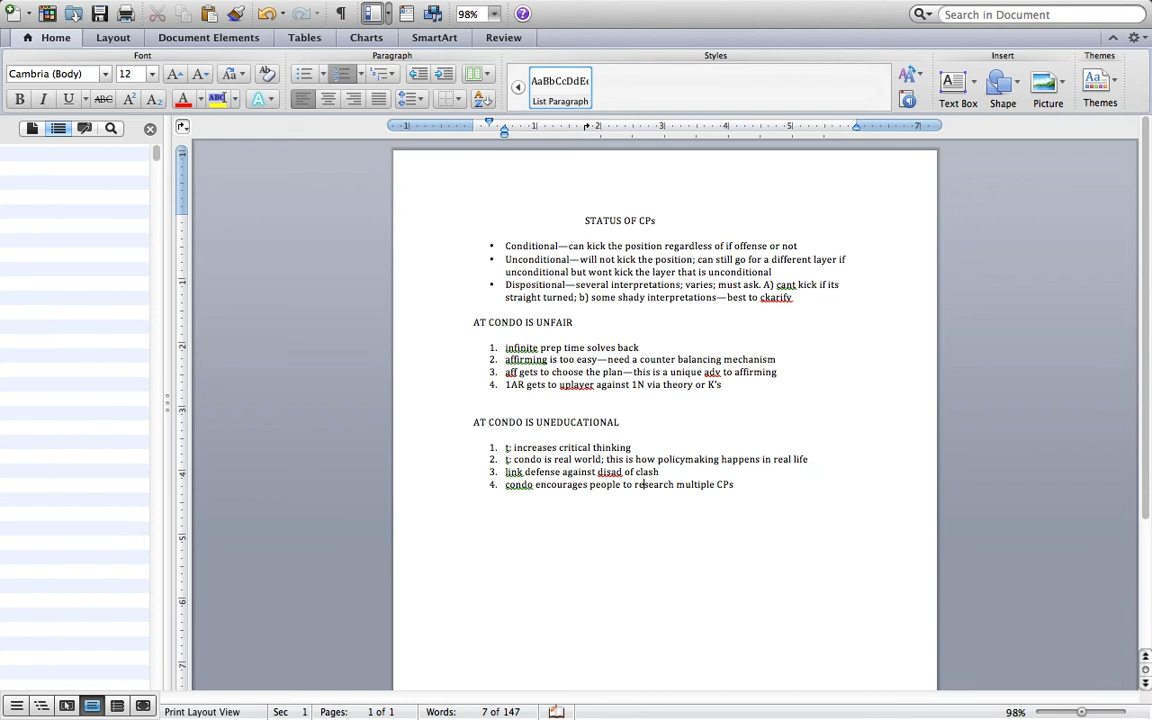 98%
Search in Document
Home Layout Document Elements Tables Charts SmartArt Review
Font Paragraph Styles Insert Themes
Cambria (Body) 12 Aa
AaBbCcDdEe
List Paragraph
B I U ABC A² A₂ A ABC A
Text Box Shape Picture Themes
STATUS OF CPs
• Conditional—can kick the position regardless of if offense or not
• Unconditional—will not kick the position; can still go for a different layer if
unconditional but wont kick the layer that is unconditional
• Dispositional—several interpretations; varies; must ask. A) cant kick if its
straight turned; b) some shady interpretations—best to ckarify
AT CONDO IS UNFAIR
1. infinite prep time solves back
2. affirming is too easy—need a counter balancing mechanism
3. aff gets to choose the plan—this is a unique adv to affirming
4. 1AR gets to uplayer against 1N via theory or K's
AT CONDO IS UNEDUCATIONAL
1. t: increases critical thinking
2. t: condo is real world; this is how policymaking happens in real life
3. link defense against disad of clash
4. condo encourages people to research multiple CPs
Print Layout View Sec 1 Pages: 1 of 1 Words: 7 of 147 98%